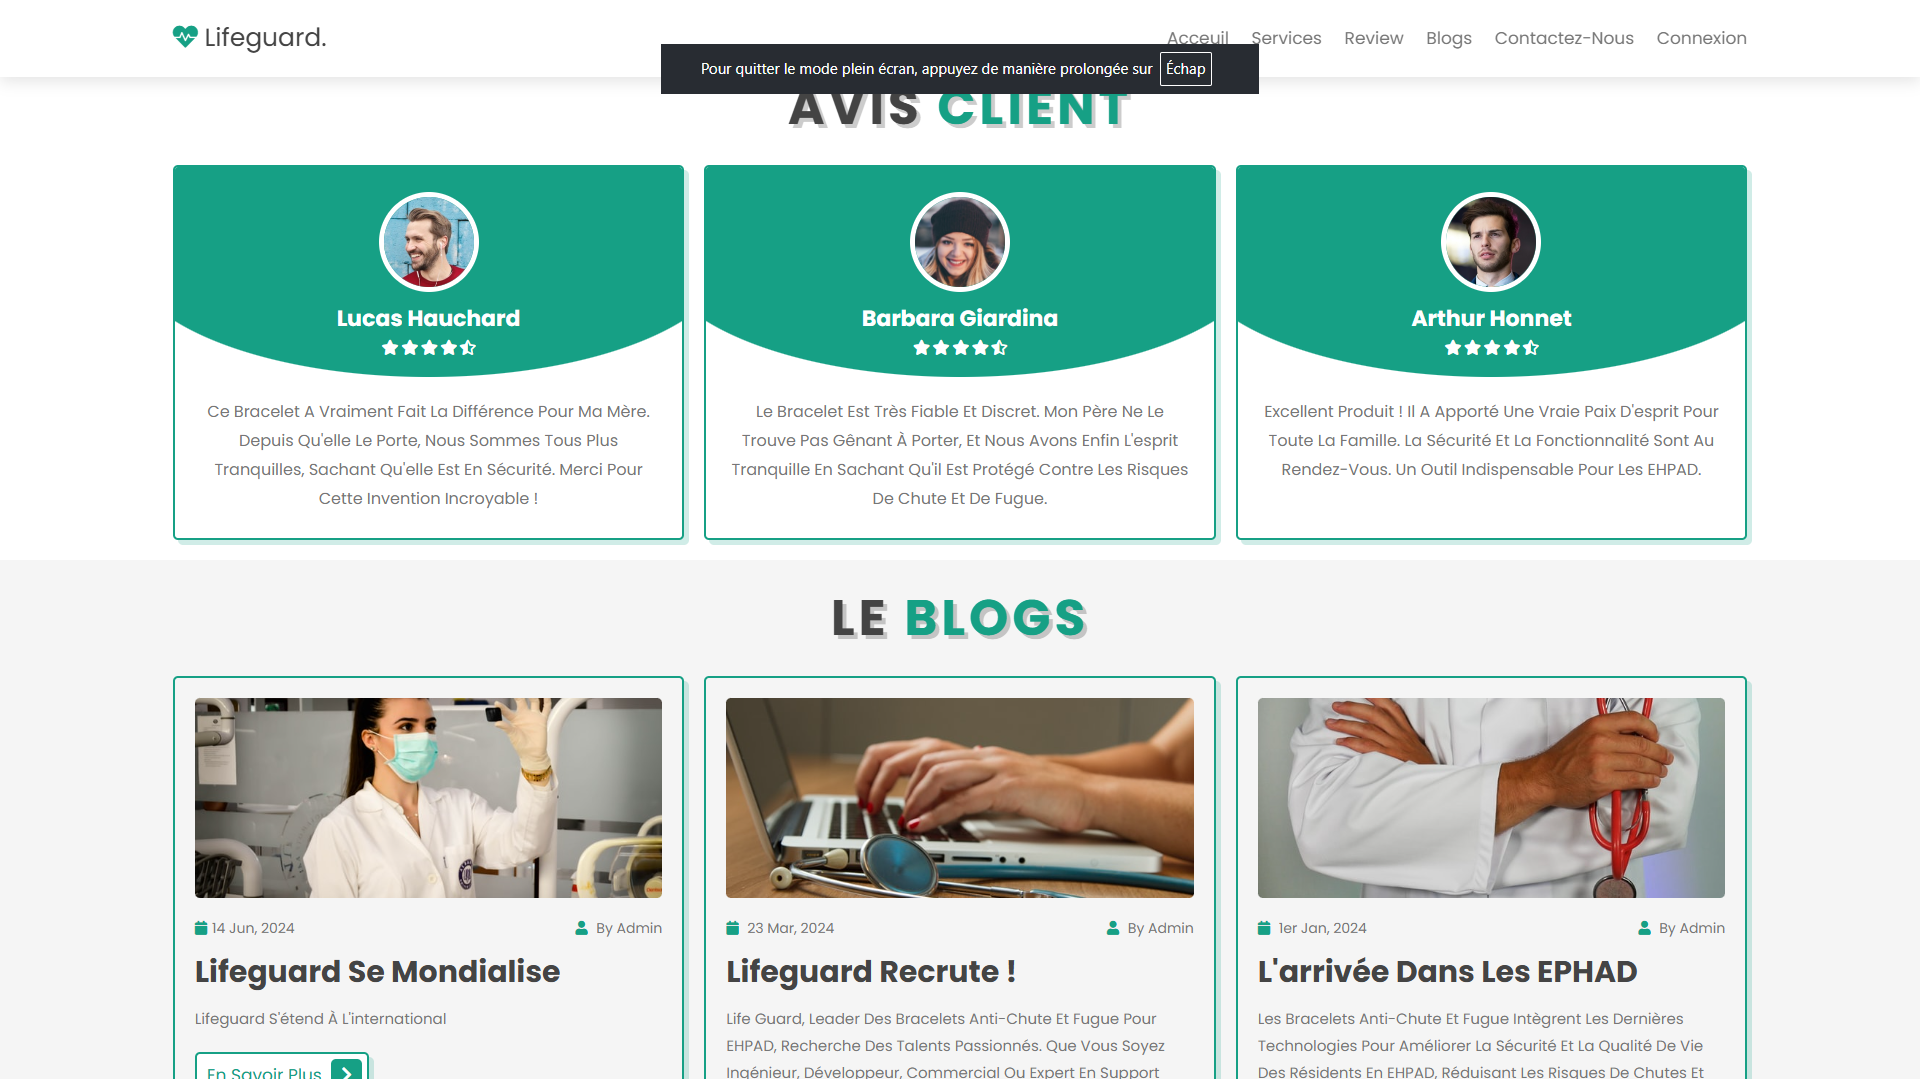 Lifeguard.
Acceuil Services Review Blogs Contactez-Nous Connexion
Pour quitter le mode plein écran, appuyez de manière prolongée sur Échap
AVIS CLIENT
Lucas Hauchard
Ce Bracelet A Vraiment Fait La Différence Pour Ma Mère.
Depuis Qu'elle Le Porte, Nous Sommes Tous Plus
Tranquilles, Sachant Qu'elle Est En Sécurité. Merci Pour
Cette Invention Incroyable !
Barbara Giardina
Le Bracelet Est Très Fiable Et Discret. Mon Père Ne Le
Trouve Pas Gênant À Porter, Et Nous Avons Enfin L'esprit
Tranquille En Sachant Qu'il Est Protégé Contre Les Risques
De Chute Et De Fugue.
Arthur Honnet
Excellent Produit ! Il A Apporté Une Vraie Paix D'esprit Pour
Toute La Famille. La Sécurité Et La Fonctionnalité Sont Au
Rendez-Vous. Un Outil Indispensable Pour Les EHPAD.
LE BLOGS
14 Jun, 2024 By Admin
Lifeguard Se Mondialise
Lifeguard S'étend À L'international
En Savoir Plus
23 Mar, 2024 By Admin
Lifeguard Recrute !
Life Guard, Leader Des Bracelets Anti-Chute Et Fugue Pour
EHPAD, Recherche Des Talents Passionnés. Que Vous Soyez
Ingénieur, Développeur, Commercial Ou Expert En Support
1er Jan, 2024 By Admin
L'arrivée Dans Les EPHAD
Les Bracelets Anti-Chute Et Fugue Intègrent Les Dernières
Technologies Pour Améliorer La Sécurité Et La Qualité De Vie
Des Résidents En EHPAD, Réduisant Les Risques De Chutes Et